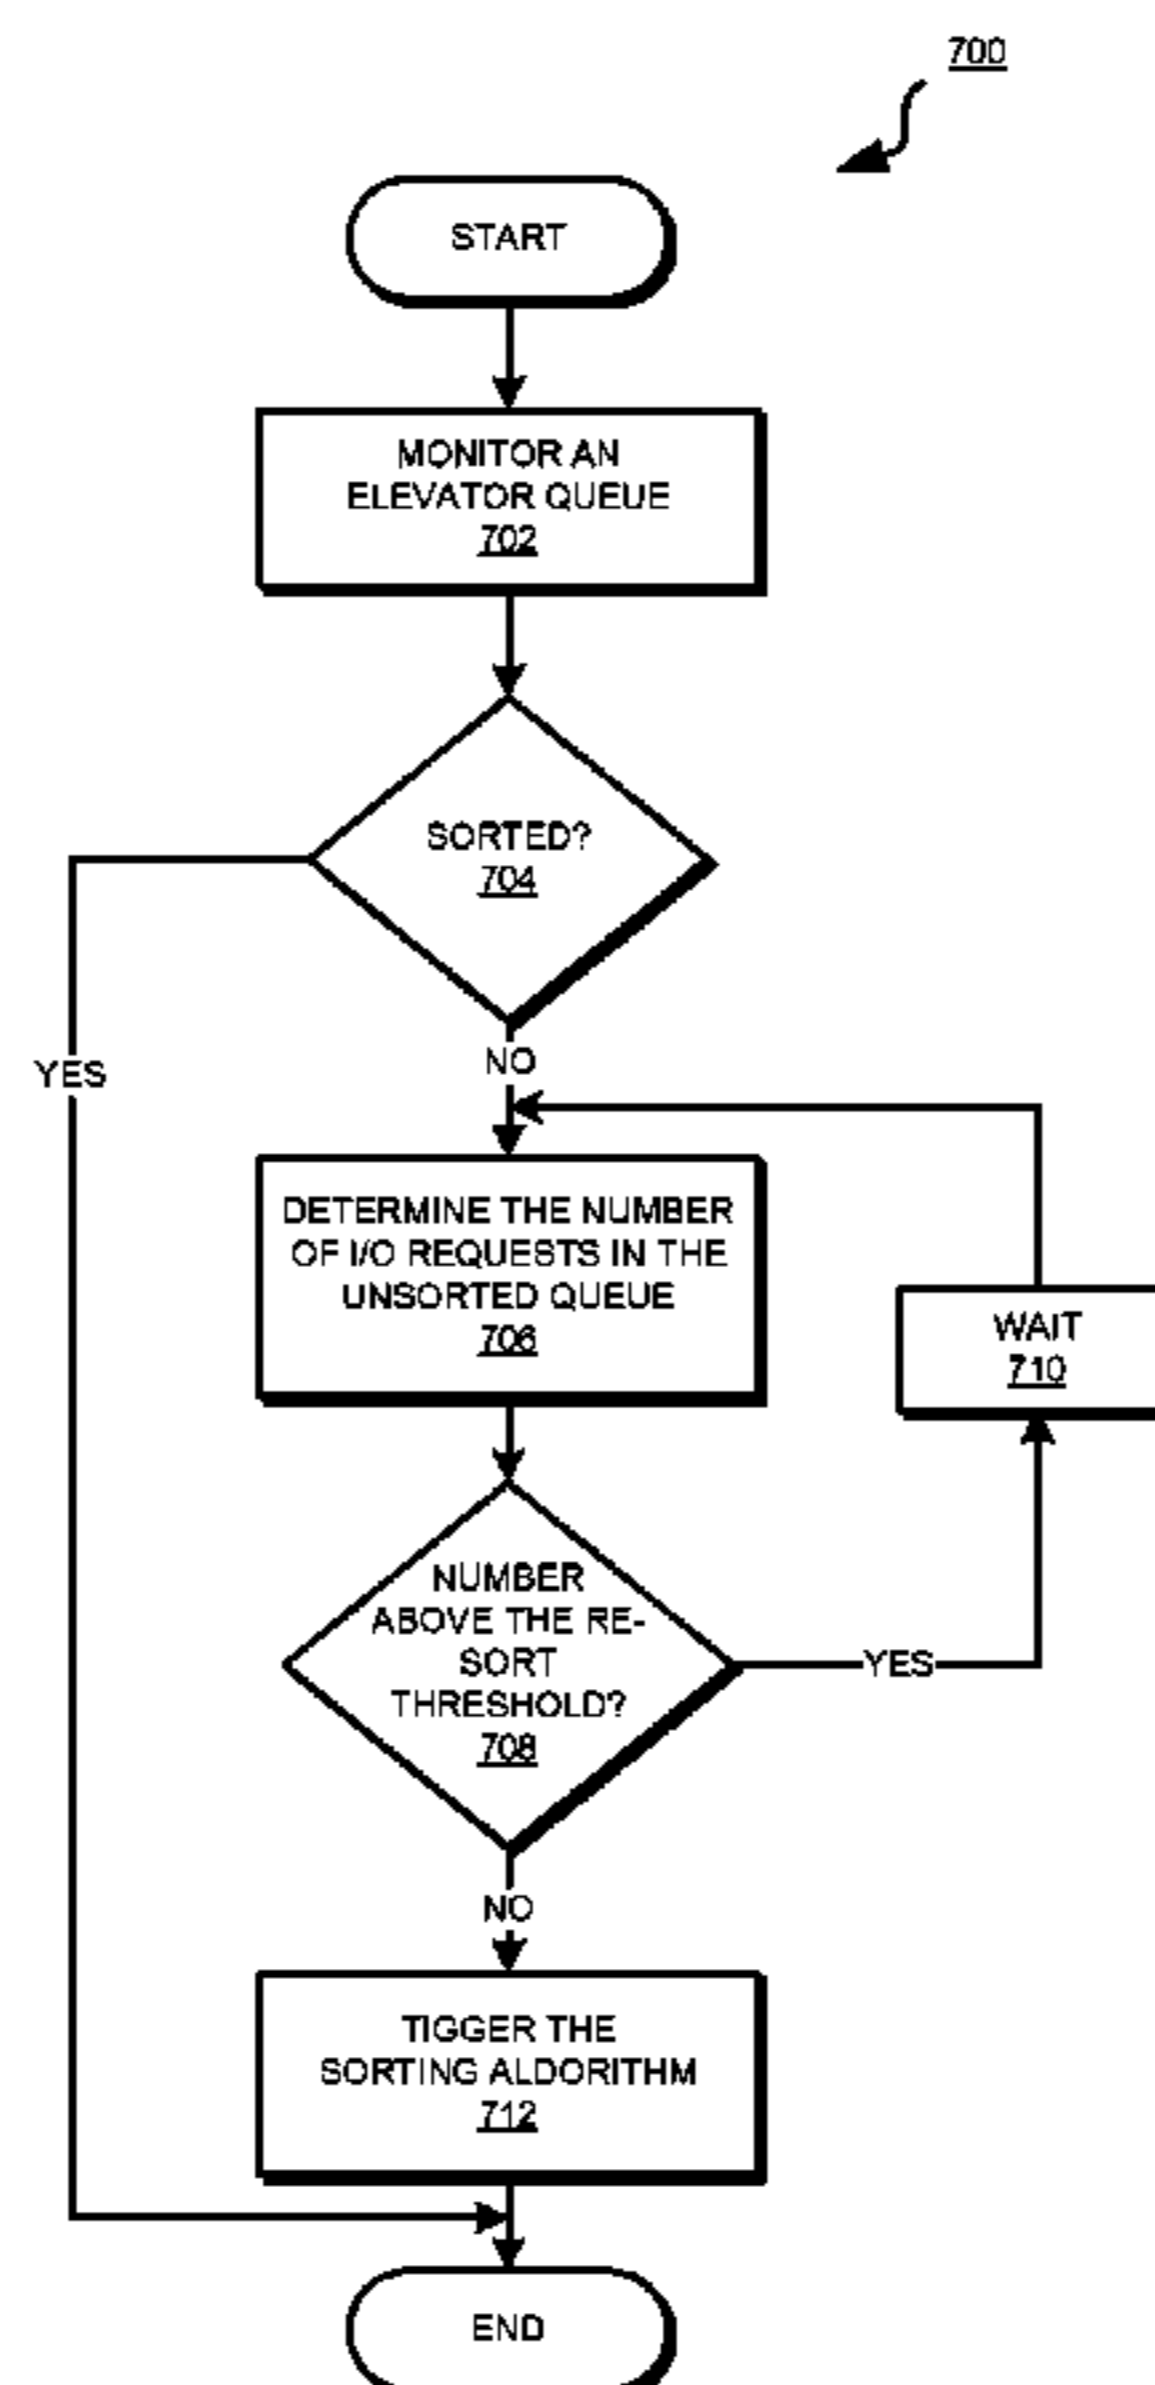 700
START
MONITOR AN
ELEVATOR QUEUE
702
SORTED?
704
YES
NO
DETERMINE THE NUMBER
OF I/O REQUESTS IN THE
UNSORTED QUEUE
706
WAIT
710
NUMBER
ABOVE THE RE-
SORT
THRESHOLD?
708
YES
NO
TIGGER THE
SORTING ALDORITHM
712
END